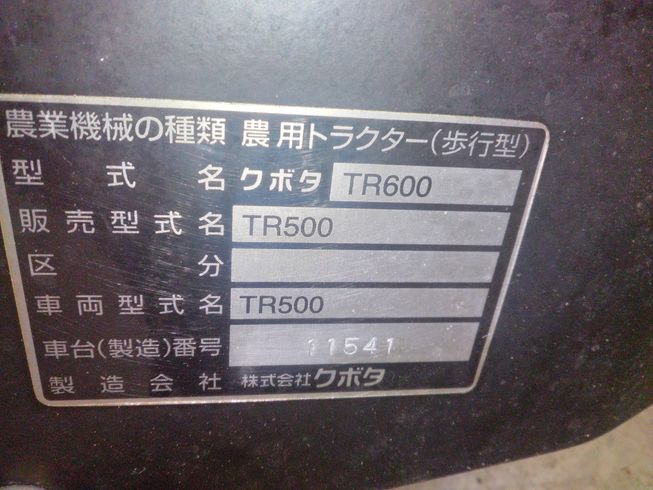 農業機械の種類 農用トラクター(歩行型)
型式名 クボタ TR600
販売型式名 TR500
区分
車両型式名 TR500
車台(製造)番号 11541
製造会社 株式会社クボタ